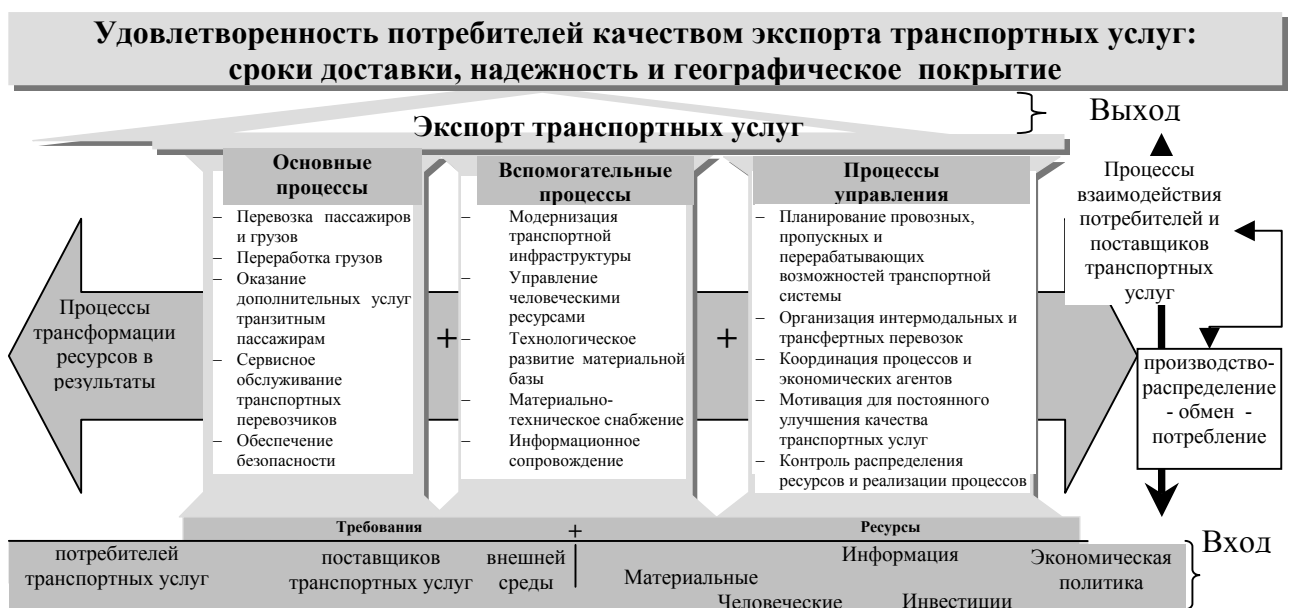 Удовлетворенность потребителей качеством экспорта транспортных услуг:
сроки доставки, надежность и географическое покрытие
Выход
Экспорт транспортных услуг
Основные
процессы
– Перевозка пассажиров
и грузов
– Переработка грузов
– Оказание
дополнительных услуг
транзитным
пассажирам
– Сервисное
обслуживание
транспортных
перевозчиков
– Обеспечение
безопасности
Вспомогательные
процессы
– Модернизация
транспортной
инфраструктуры
– Управление
человеческими
ресурсами
– Технологическое
развитие материальной
базы
– Материально-
техническое снабжение
– Информационное
сопровождение
Процессы
управления
– Планирование провозных,
пропускных и
перерабатывающих
возможностей транспортной
системы
– Организация интермодальных и
трансфертных перевозок
– Координация процессов и
экономических агентов
– Мотивация для постоянного
улучшения качества
транспортных услуг
– Контроль распределения
ресурсов и реализации процессов
Процессы
трансформации
ресурсов в
результаты
+
+
Процессы
взаимодействия
потребителей и
поставщиков
транспортных
услуг
производство-
распределение
- обмен -
потребление
Требования + Ресурсы
Вход
потребителей
транспортных услуг
поставщиков
транспортных услуг
внешней
среды
Материальные
Человеческие
Информация
Инвестиции
Экономическая
политика